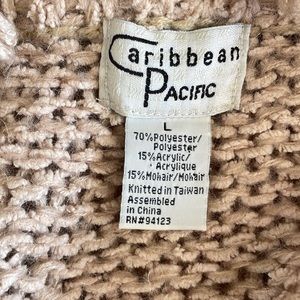 Caribbean
Pacific
L
70%Polyester/
Polyester
15%Acrylic/
Acrylique
15%Mohair/Mohair
Knitted in Taiwan
Assembled
in China
RN#94123